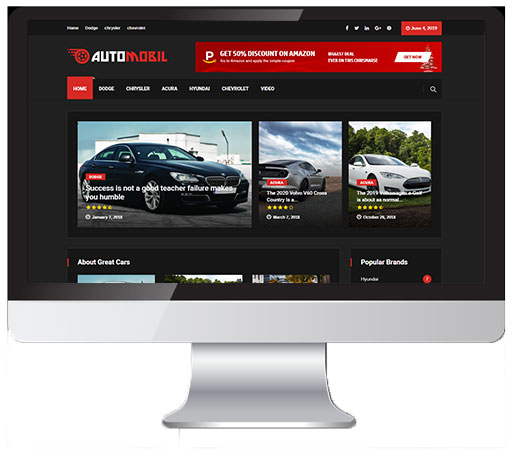 Home Dodge chrysler chevrolet
June 4, 2019
AUTOMOBIL
GET 50% DISCOUNT ON AMAZON
Go to Amazon and apply the simple coupon
BIGGEST DEAL
EVER ON THIS CHRISMASE
GET NOW
HOME DODGE CHRYSLER ACURA HYUNDAI CHEVROLET VIDEO
DODGE
Success is not a good teacher failure makes
you humble
January 7, 2018
ACURA
The 2020 Volvo V60 Cross
Country is a...
March 7, 2018
ACURA
The 2019 Volkswagen e-Golf
is about as normal...
October 26, 2018
About Great Cars
Popular Brands
Hyundai